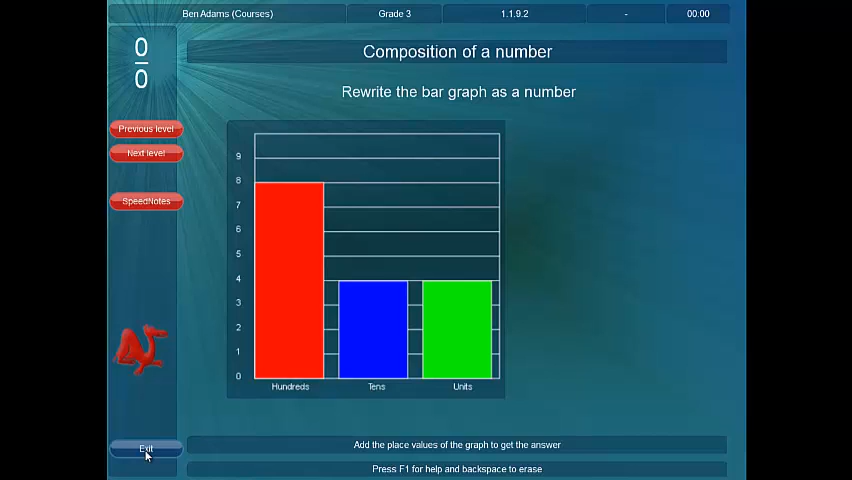 Ben Adams (Courses) Grade 3 1.1.9.2 - 00:00
0
0
Composition of a number
Rewrite the bar graph as a number
Previous level
Next level
SpeedNotes
9
8
7
6
5
4
3
2
1
0
Hundreds Tens Units
Exit
Add the place values of the graph to get the answer
Press F1 for help and backspace to erase